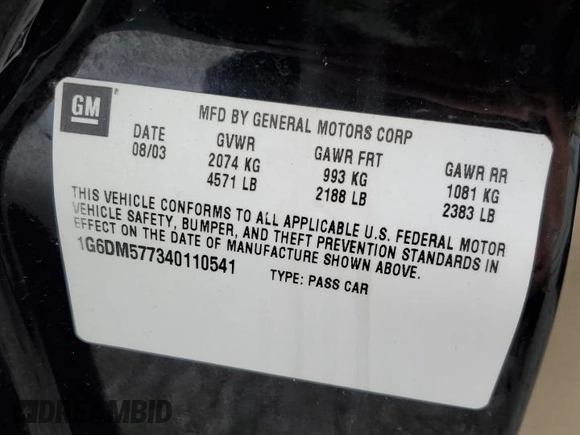 GM
MFD BY GENERAL MOTORS CORP
DATE GVWR GAWR FRT GAWR RR
08/03 2074 KG 993 KG 1081 KG
4571 LB 2188 LB 2383 LB
THIS VEHICLE CONFORMS TO ALL APPLICABLE U.S. FEDERAL MOTOR
VEHICLE SAFETY, BUMPER, AND THEFT PREVENTION STANDARDS IN
EFFECT ON THE DATE OF MANUFACTURE SHOWN ABOVE.
1G6DM577340110541
TYPE: PASS CAR
DREAMBID